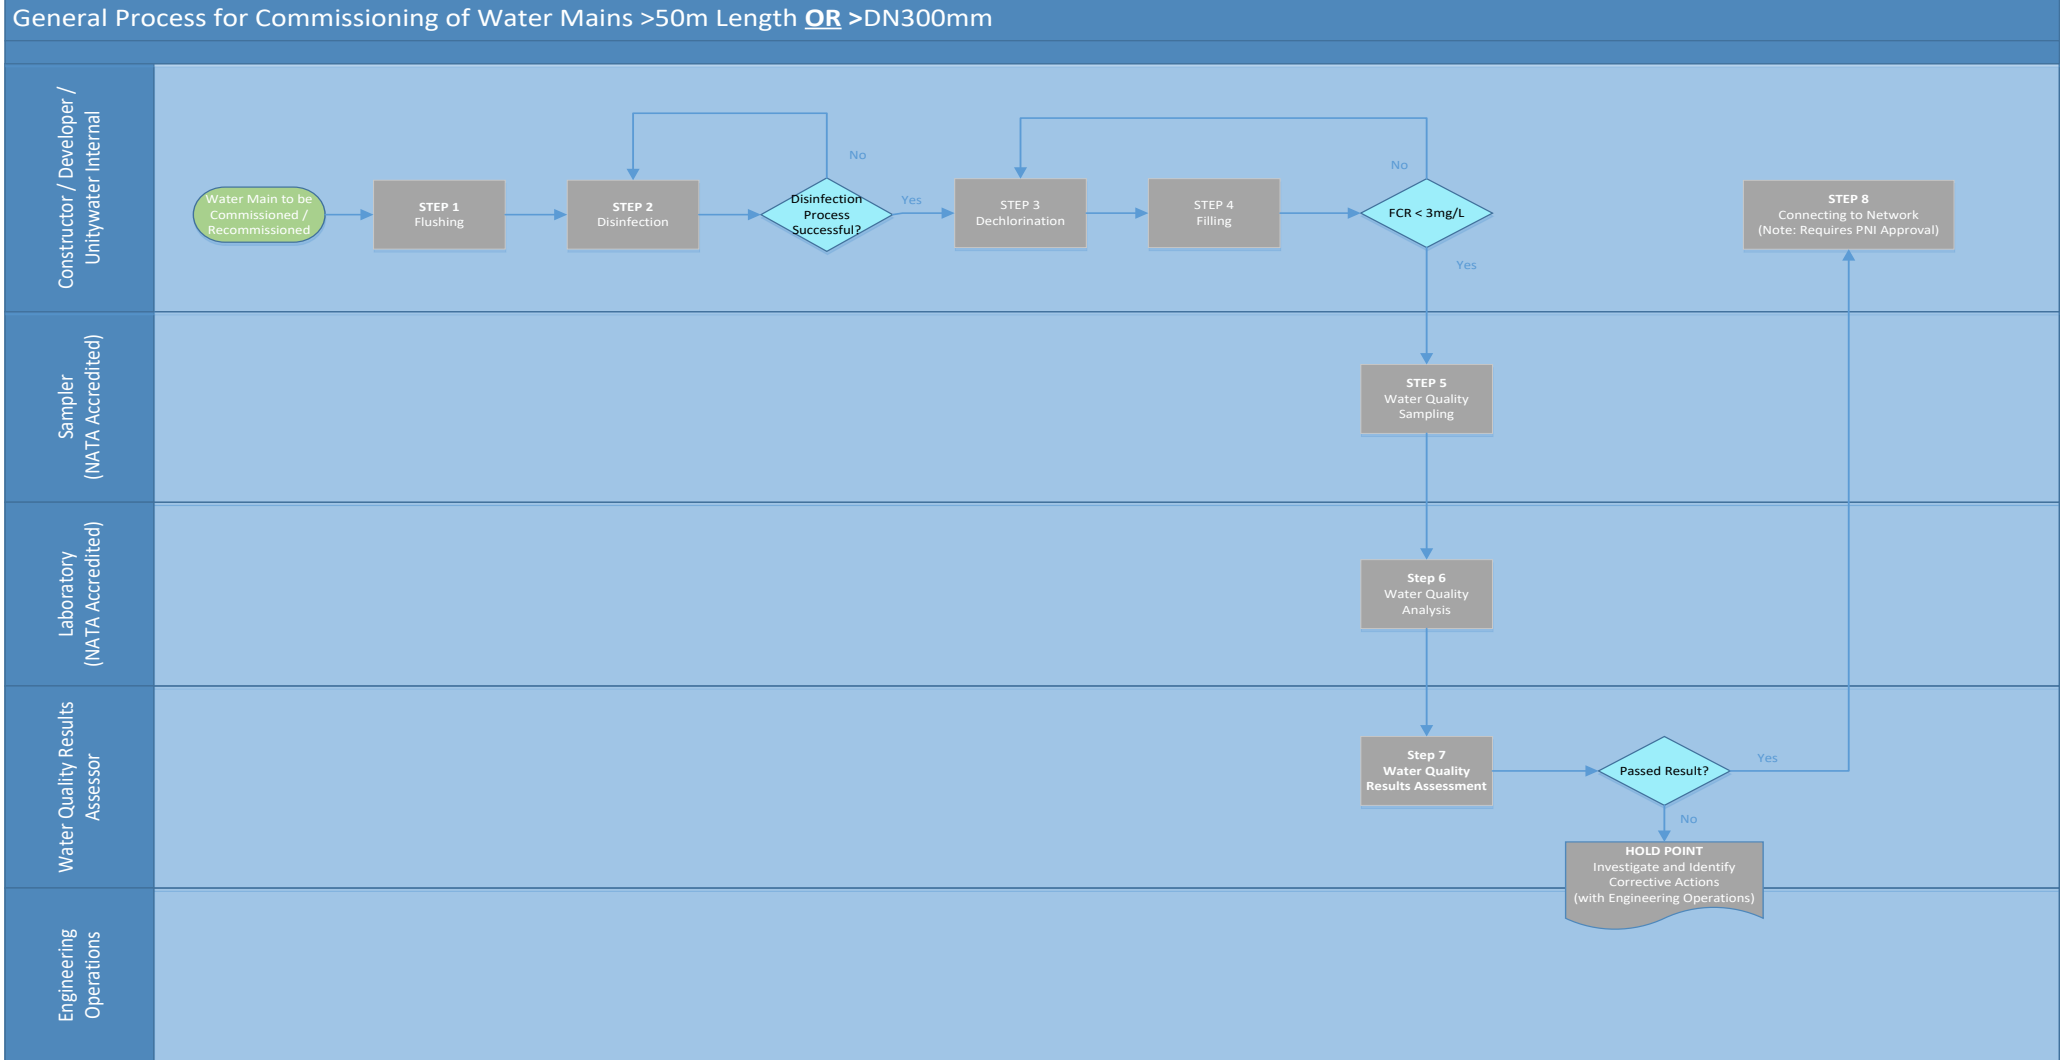 General Process for Commissioning of Water Mains >50m Length OR >DN300mm
Constructor / Developer /
Unitywater Internal
Water Main to be
Commissioned /
Recommissioned
STEP 1
Flushing
STEP 2
Disinfection
Disinfection
Process
Successful?
No
Yes
STEP 3
Dechlorination
STEP 4
Filling
FCR < 3mg/L
No
Yes
STEP 8
Connecting to Network
(Note: Requires PNI Approval)
Sampler
(NATA Accredited)
STEP 5
Water Quality
Sampling
Laboratory
(NATA Accredited)
Step 6
Water Quality
Analysis
Water Quality Results
Assessor
Step 7
Water Quality
Results Assessment
Passed Result?
Yes
No
HOLD POINT
Investigate and Identify
Corrective Actions
(with Engineering Operations)
Engineering
Operations